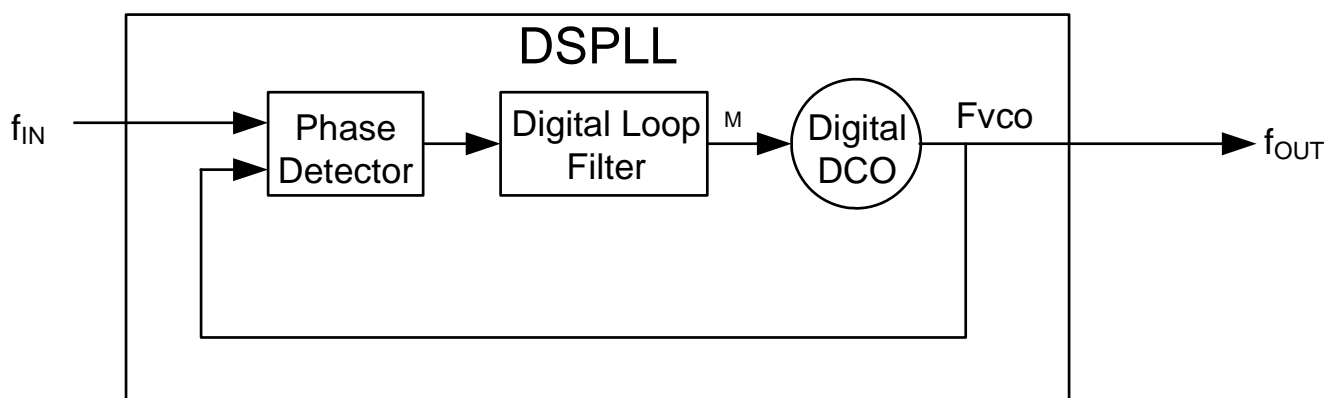 DSPLL
fIN
Phase
Detector
Digital Loop
Filter
M
Digital
DCO
Fvco
fOUT